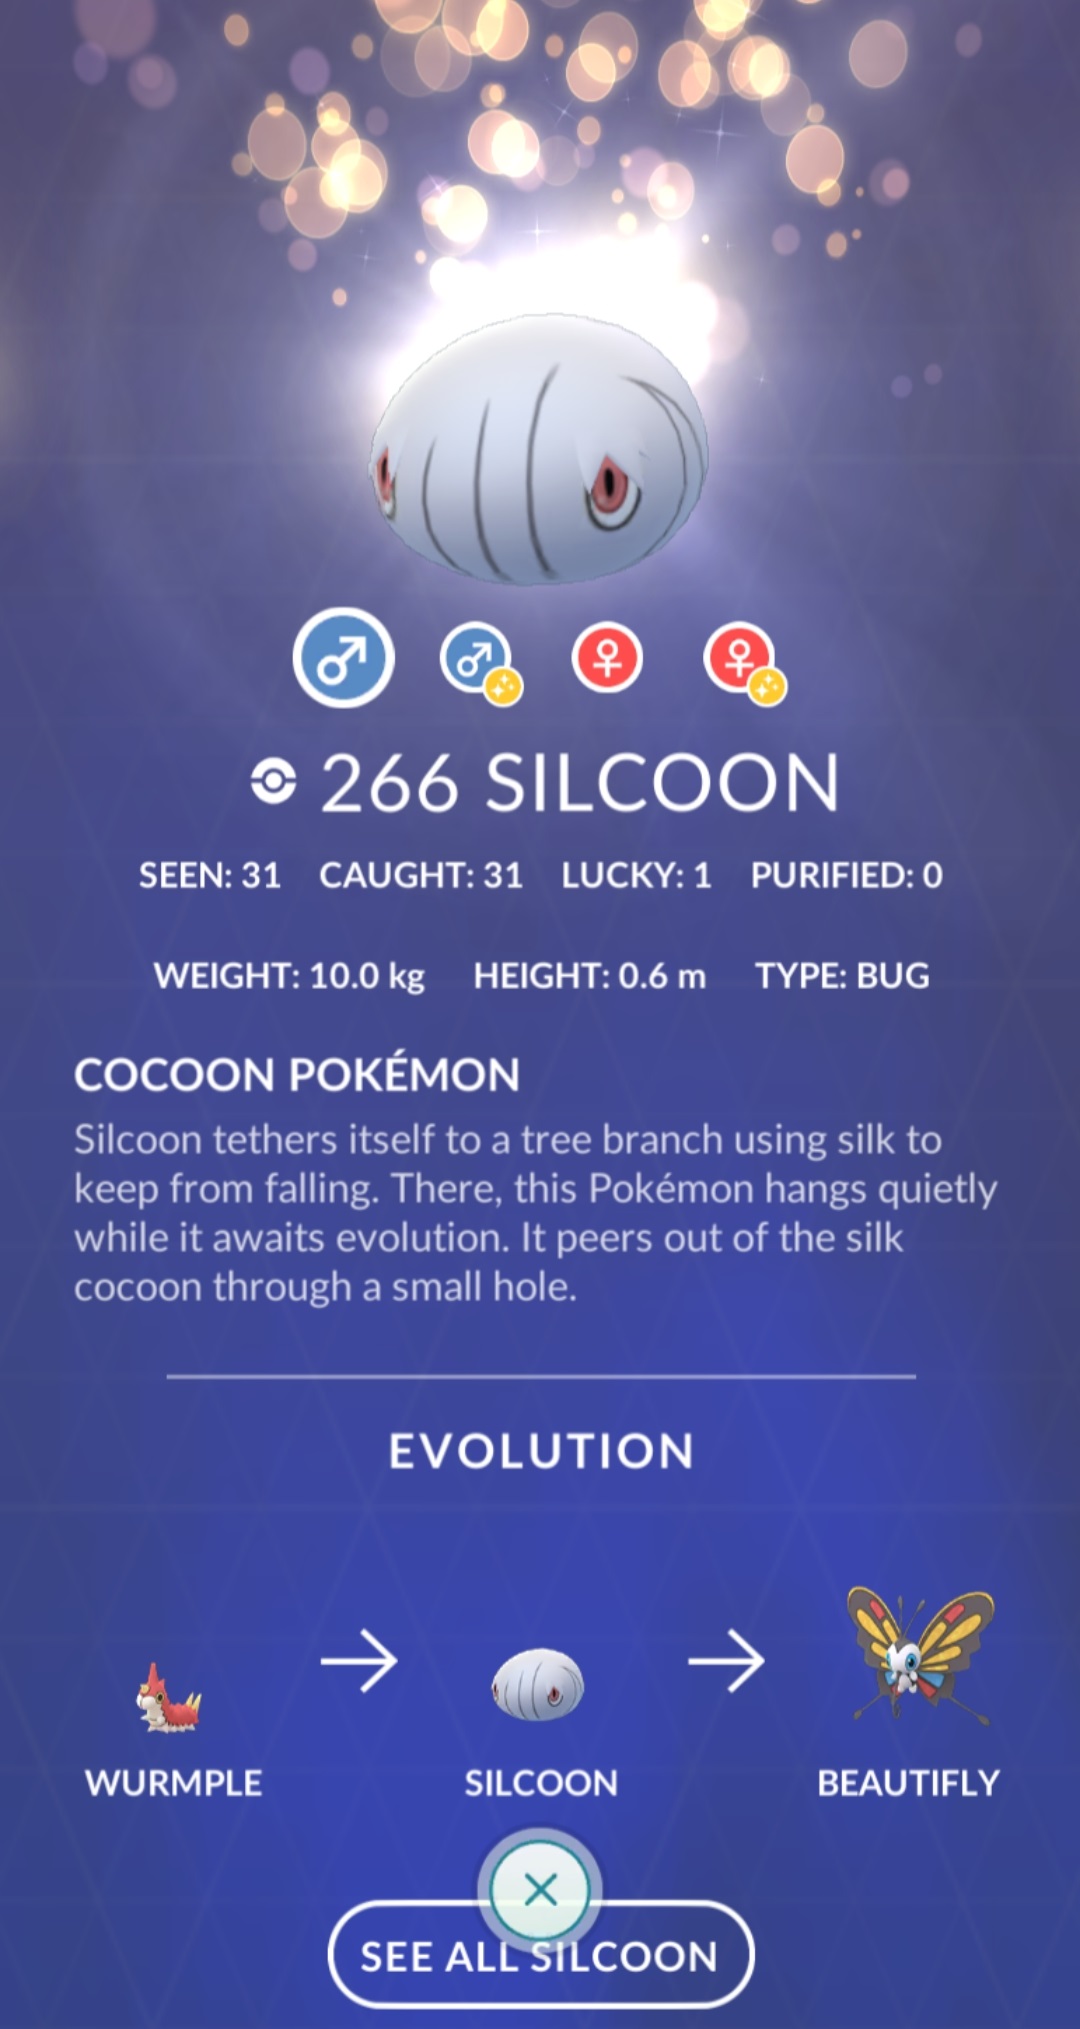 266 SILCOON
SEEN: 31 CAUGHT: 31 LUCKY: 1 PURIFIED: 0
WEIGHT: 10.0 kg HEIGHT: 0.6 m TYPE: BUG
COCOON POKÉMON
Silcoon tethers itself to a tree branch using silk to
keep from falling. There, this Pokémon hangs quietly
while it awaits evolution. It peers out of the silk
cocoon through a small hole.
EVOLUTION
WURMPLE SILCOON BEAUTIFLY
SEE ALL SILCOON